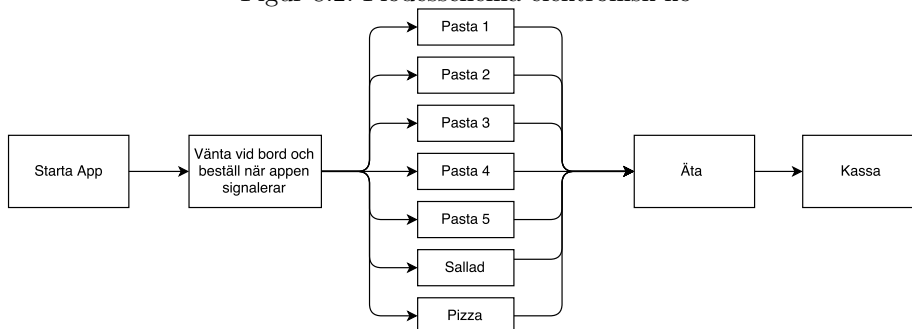 Starta App
Vänta vid bord och
beställ när appen
signalerar
Pasta 1
Pasta 2
Pasta 3
Pasta 4
Pasta 5
Sallad
Pizza
Äta
Kassa